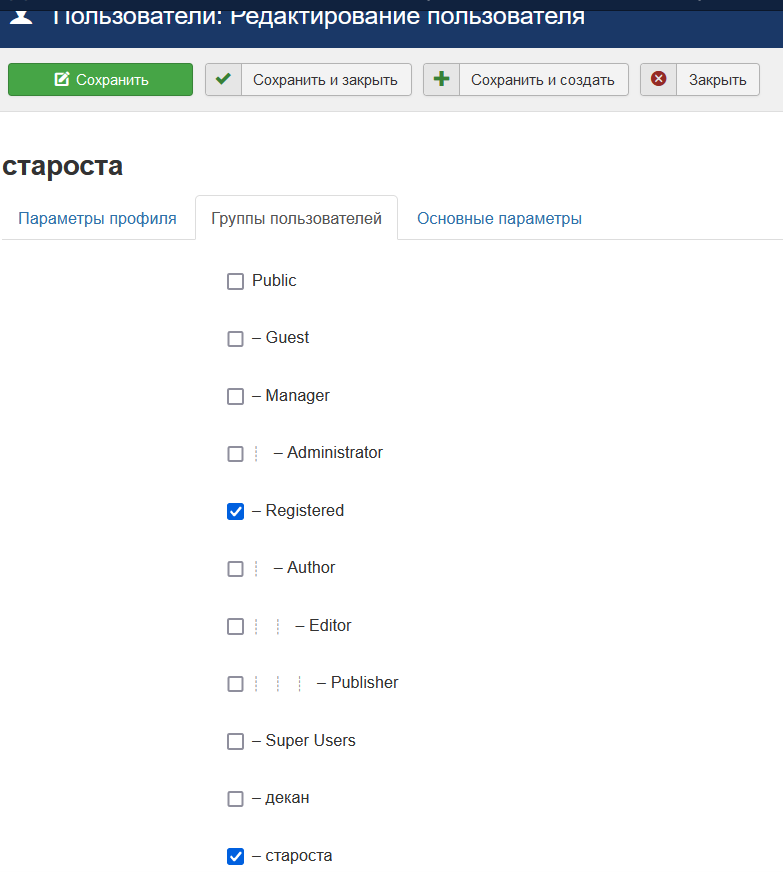 Пользователи: Редактирование пользователя
Сохранить Сохранить и закрыть Сохранить и создать Закрыть
староста
Параметры профиля Группы пользователей Основные параметры
Public
– Guest
– Manager
– Administrator
– Registered
– Author
– Editor
– Publisher
– Super Users
– декан
– староста